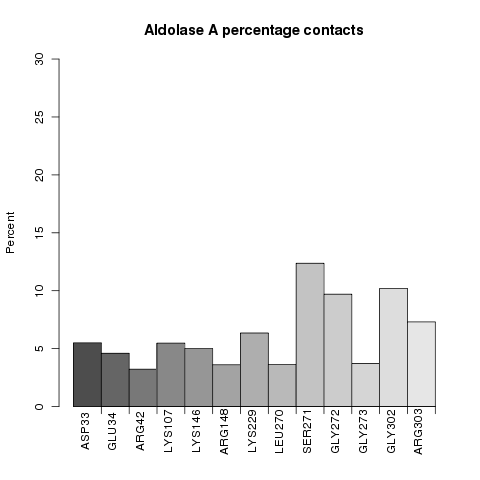 Aldolase A percentage contacts
Percent
30
25
20
15
10
5
0
ASP33
GLU34
ARG42
LYS107
LYS146
ARG148
LYS229
LEU270
SER271
GLY272
GLY273
GLY302
ARG303